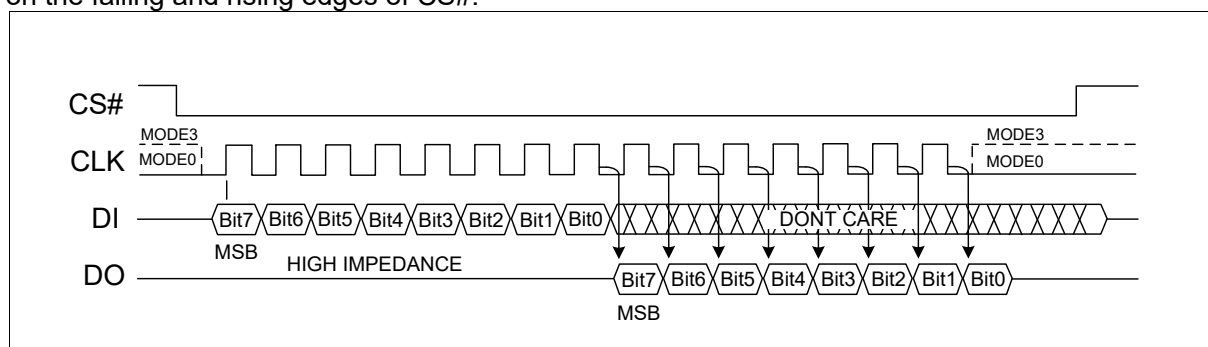 on the falling and rising edges of CS#.
CS#
MODE3 MODE3
CLK MODE0 MODE0
DI Bit7 Bit6 Bit5 Bit4 Bit3 Bit2 Bit1 Bit0 DONT CARE
MSB
HIGH IMPEDANCE
DO Bit7 Bit6 Bit5 Bit4 Bit3 Bit2 Bit1 Bit0
MSB